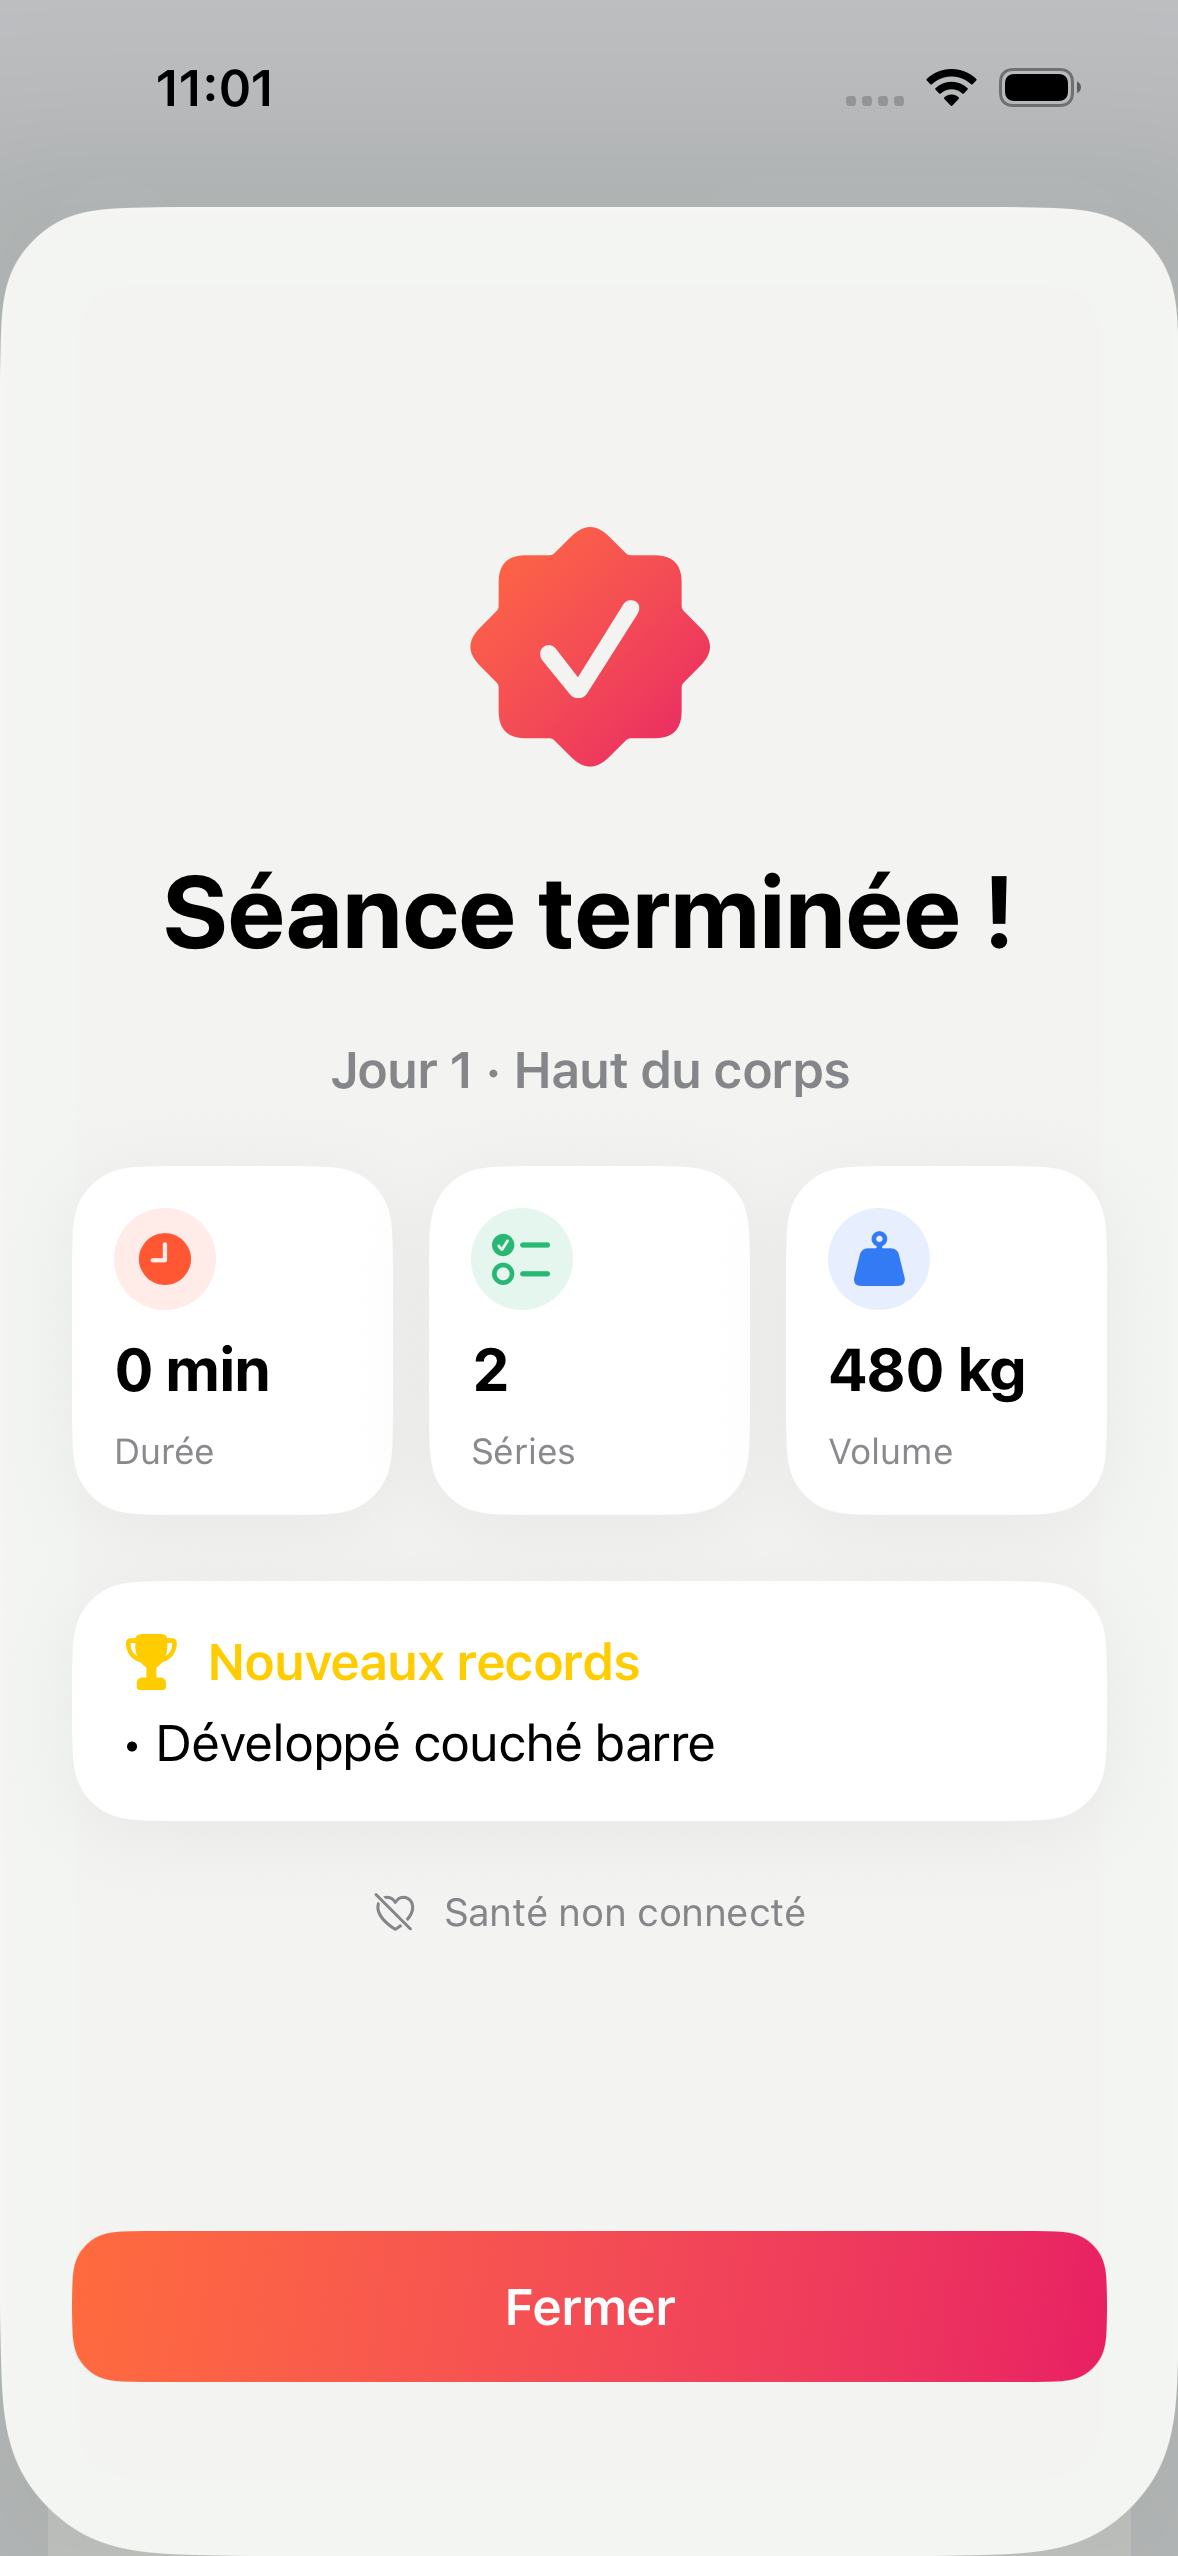 11:01
Séance terminée !
Jour 1 · Haut du corps
0 min
Durée
2
Séries
480 kg
Volume
Nouveaux records
• Développé couché barre
Santé non connecté
Fermer